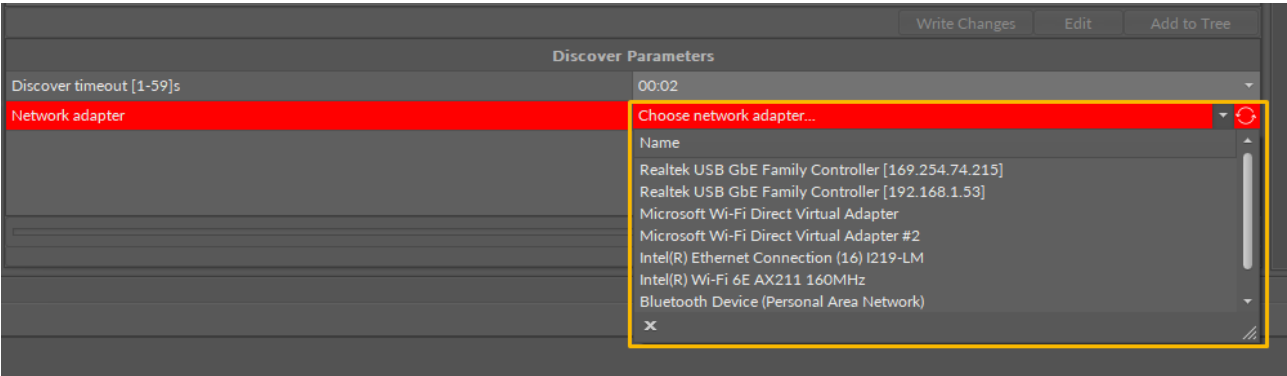 Write Changes Edit Add to Tree
Discover Parameters
Discover timeout [1-59]s 00:02
Network adapter Choose network adapter...
Name
Realtek USB GbE Family Controller [169.254.74.215]
Realtek USB GbE Family Controller [192.168.1.53]
Microsoft Wi-Fi Direct Virtual Adapter
Microsoft Wi-Fi Direct Virtual Adapter #2
Intel(R) Ethernet Connection (16) I219-LM
Intel(R) Wi-Fi 6E AX211 160MHz
Bluetooth Device (Personal Area Network)
x